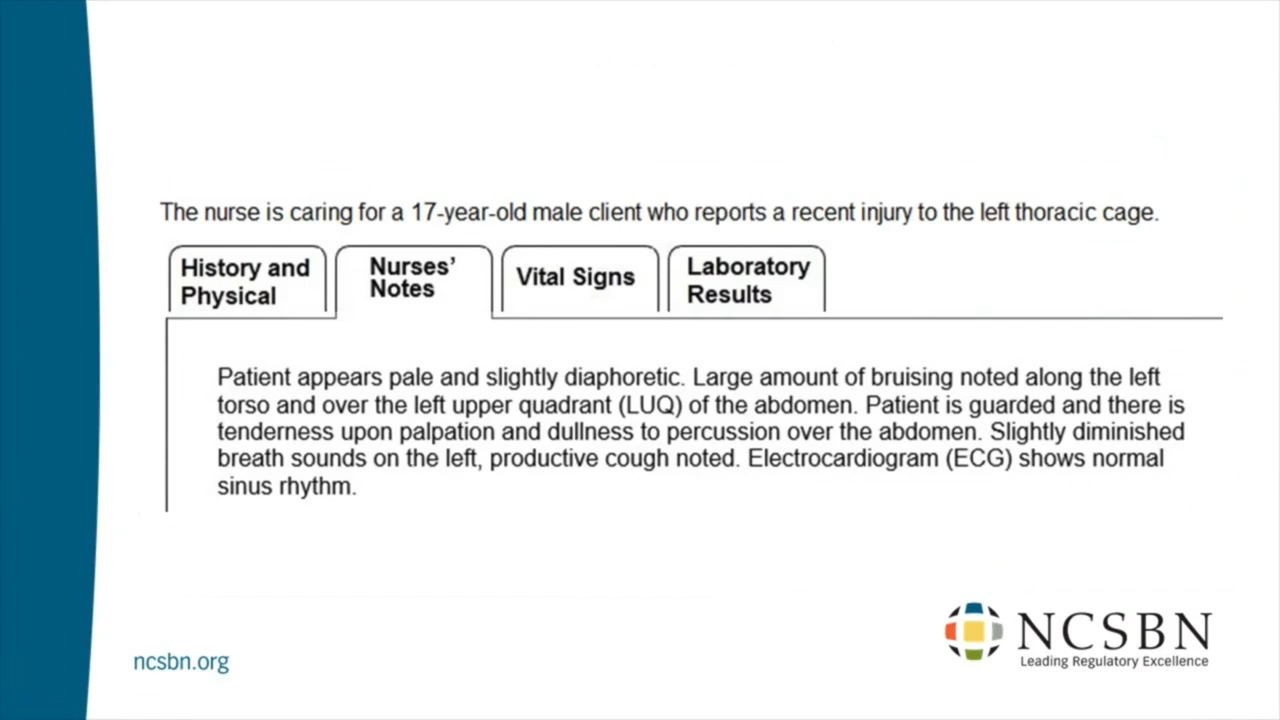 The nurse is caring for a 17-year-old male client who reports a recent injury to the left thoracic cage.
History and
Physical
Nurses’
Notes
Vital Signs
Laboratory
Results
Patient appears pale and slightly diaphoretic. Large amount of bruising noted along the left
torso and over the left upper quadrant (LUQ) of the abdomen. Patient is guarded and there is
tenderness upon palpation and dullness to percussion over the abdomen. Slightly diminished
breath sounds on the left, productive cough noted. Electrocardiogram (ECG) shows normal
sinus rhythm.
ncsbn.org
NCSBN
Leading Regulatory Excellence